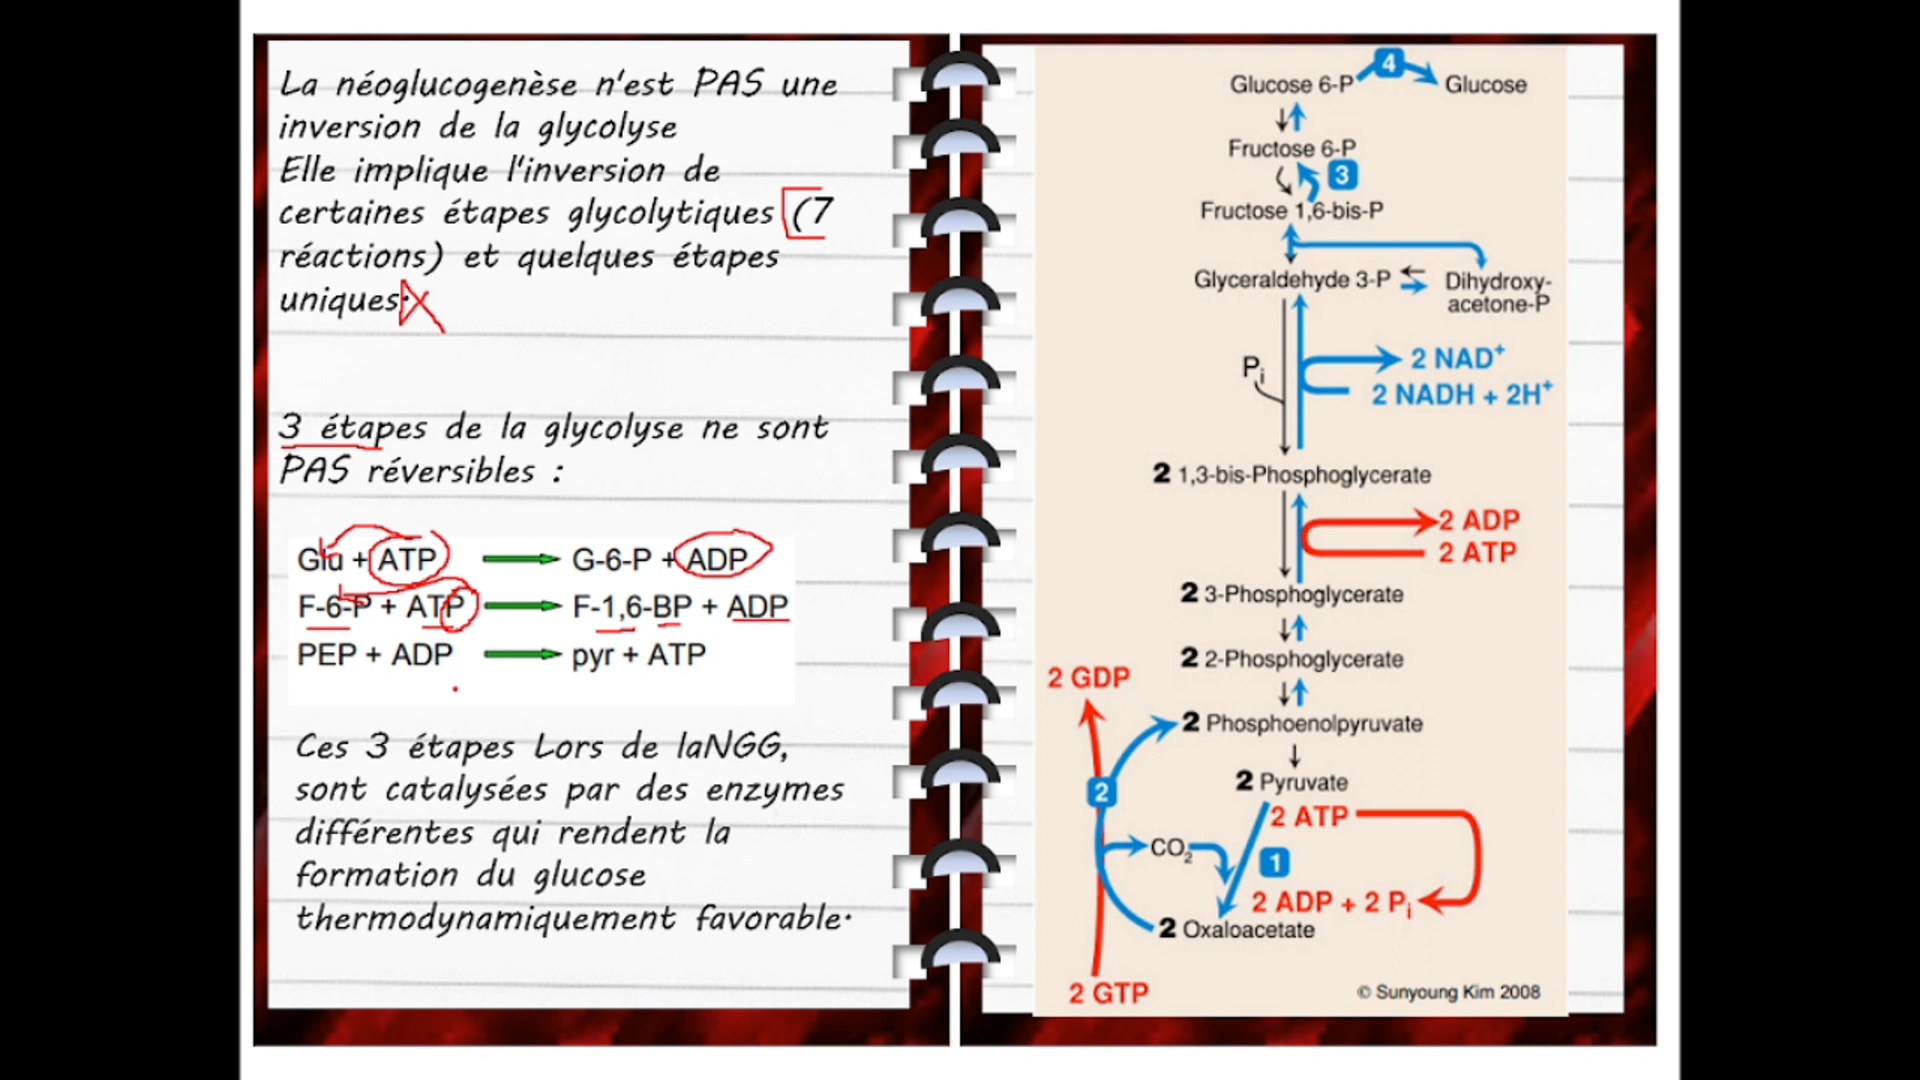 La néoglucogenèse n'est PAS une
inversion de la glycolyse
Elle implique l'inversion de
certaines étapes glycolytiques (7
réactions) et quelques étapes
uniques.
3 étapes de la glycolyse ne sont
PAS réversibles :
Glu + ATP G-6-P + ADP
F-6-P + ATP F-1,6-BP + ADP
PEP + ADP pyr + ATP
Ces 3 étapes Lors de laNGG,
sont catalysées par des enzymes
différentes qui rendent la
formation du glucose
thermodynamiquement favorable.
4
Glucose 6-P Glucose
Fructose 6-P
3
Fructose 1,6-bis-P
Glyceraldehyde 3-P
Dihydroxy-
acetone-P
2 NAD⁺
Pi
2 NADH + 2H⁺
2 1,3-bis-Phosphoglycerate
2 ADP
2 ATP
2 3-Phosphoglycerate
2 2-Phosphoglycerate
2 GDP
2 Phosphoenolpyruvate
2 Pyruvate
2
2 ATP
CO₂
1
2 ADP + 2 Pi
2 Oxaloacetate
2 GTP
© Sunyoung Kim 2008